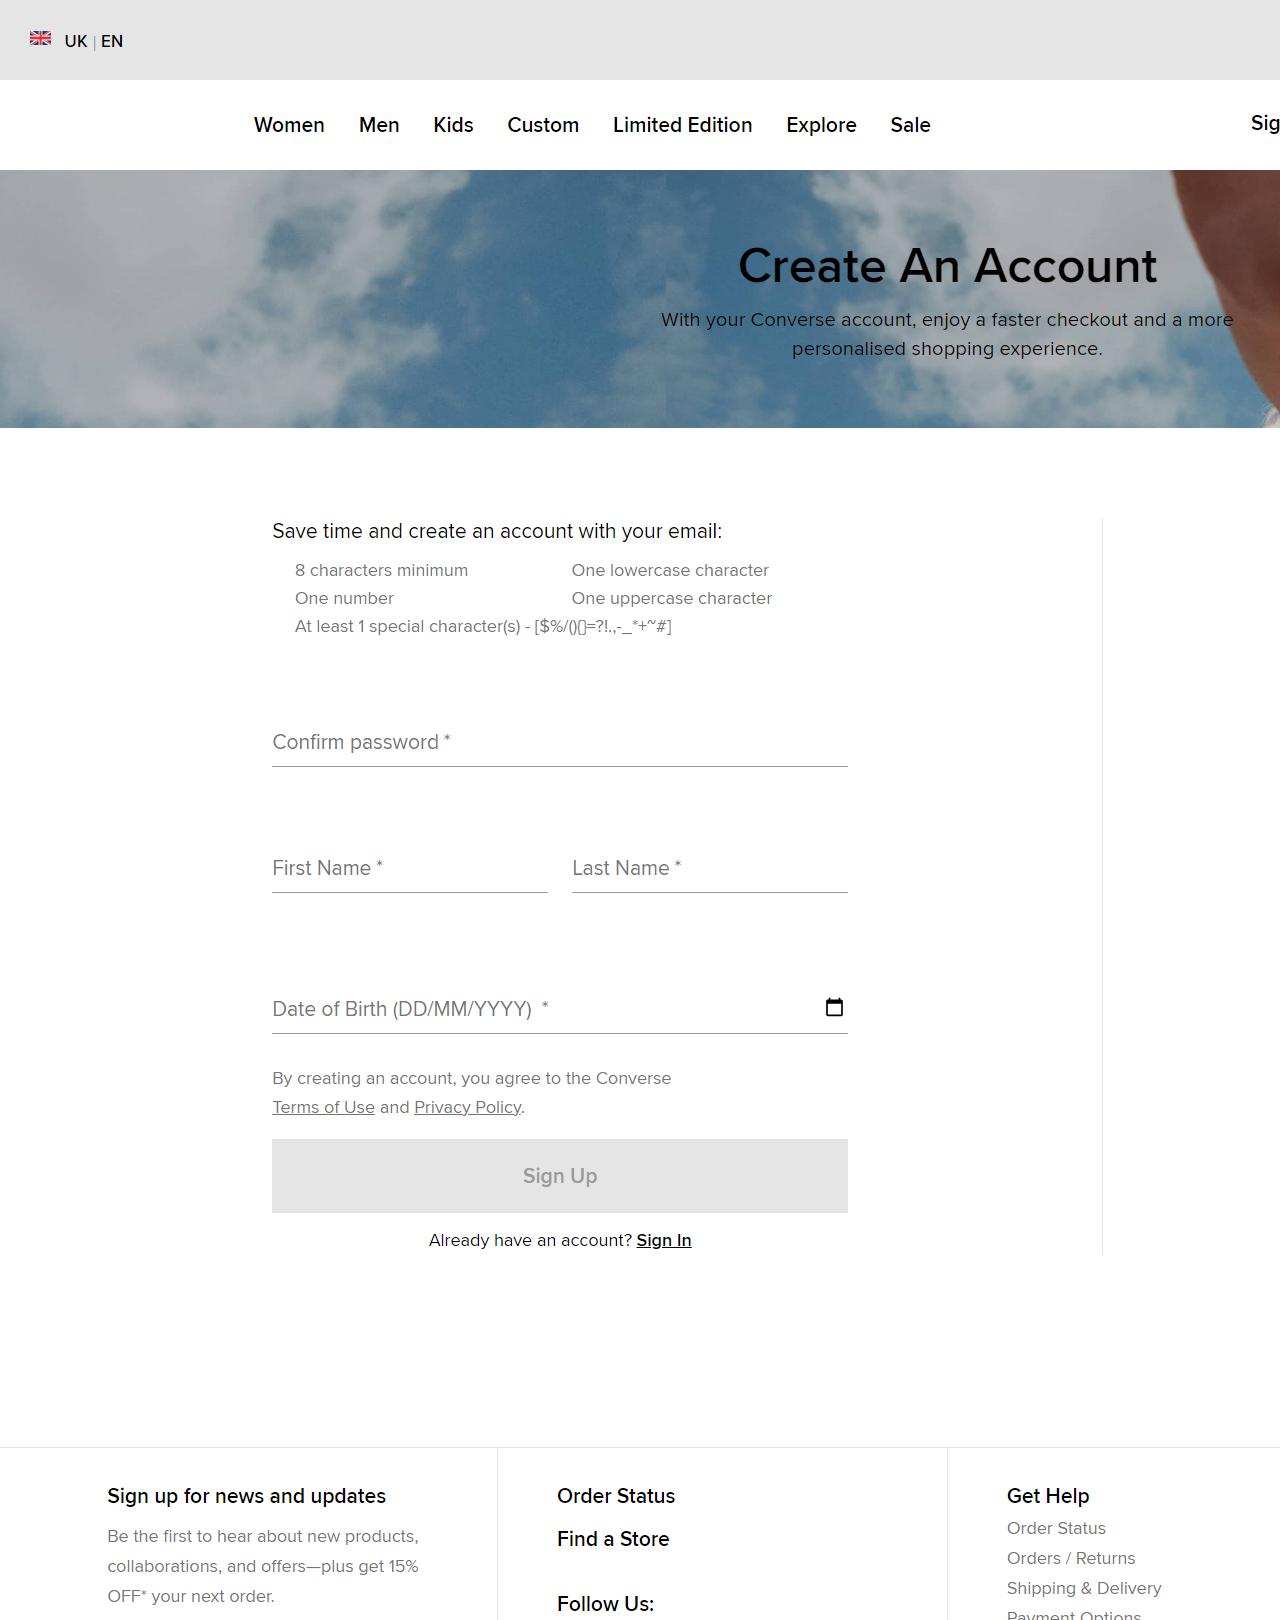 UK | EN
Women Men Kids Custom Limited Edition Explore Sale
Create An Account
With your Converse account, enjoy a faster checkout and a more
personalised shopping experience.
Save time and create an account with your email:
8 characters minimum One lowercase character
One number One uppercase character
At least 1 special character(s) - [$%/(){}=?!.,-_*+~#]
Confirm password *
First Name * Last Name *
Date of Birth (DD/MM/YYYY) *
By creating an account, you agree to the Converse
Terms of Use and Privacy Policy.
Sign Up
Already have an account? Sign In
Sign up for news and updates
Be the first to hear about new products,
collaborations, and offers—plus get 15%
OFF* your next order.
Order Status
Find a Store
Follow Us:
Get Help
Order Status
Orders / Returns
Shipping & Delivery
Payment Options